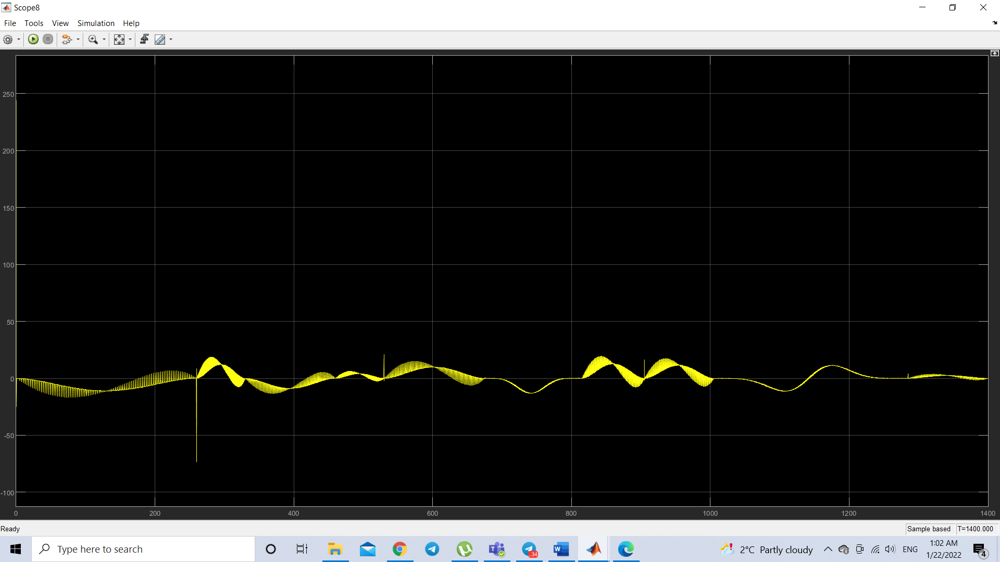 Scope8
File Tools View Simulation Help
250
200
150
100
50
0
-50
-100
0 200 400 600 800 1000 1200 1400
Ready
Sample based T=1400.000
Type here to search
..34
2°C Partly cloudy
ENG
1:02 AM
1/22/2022
4